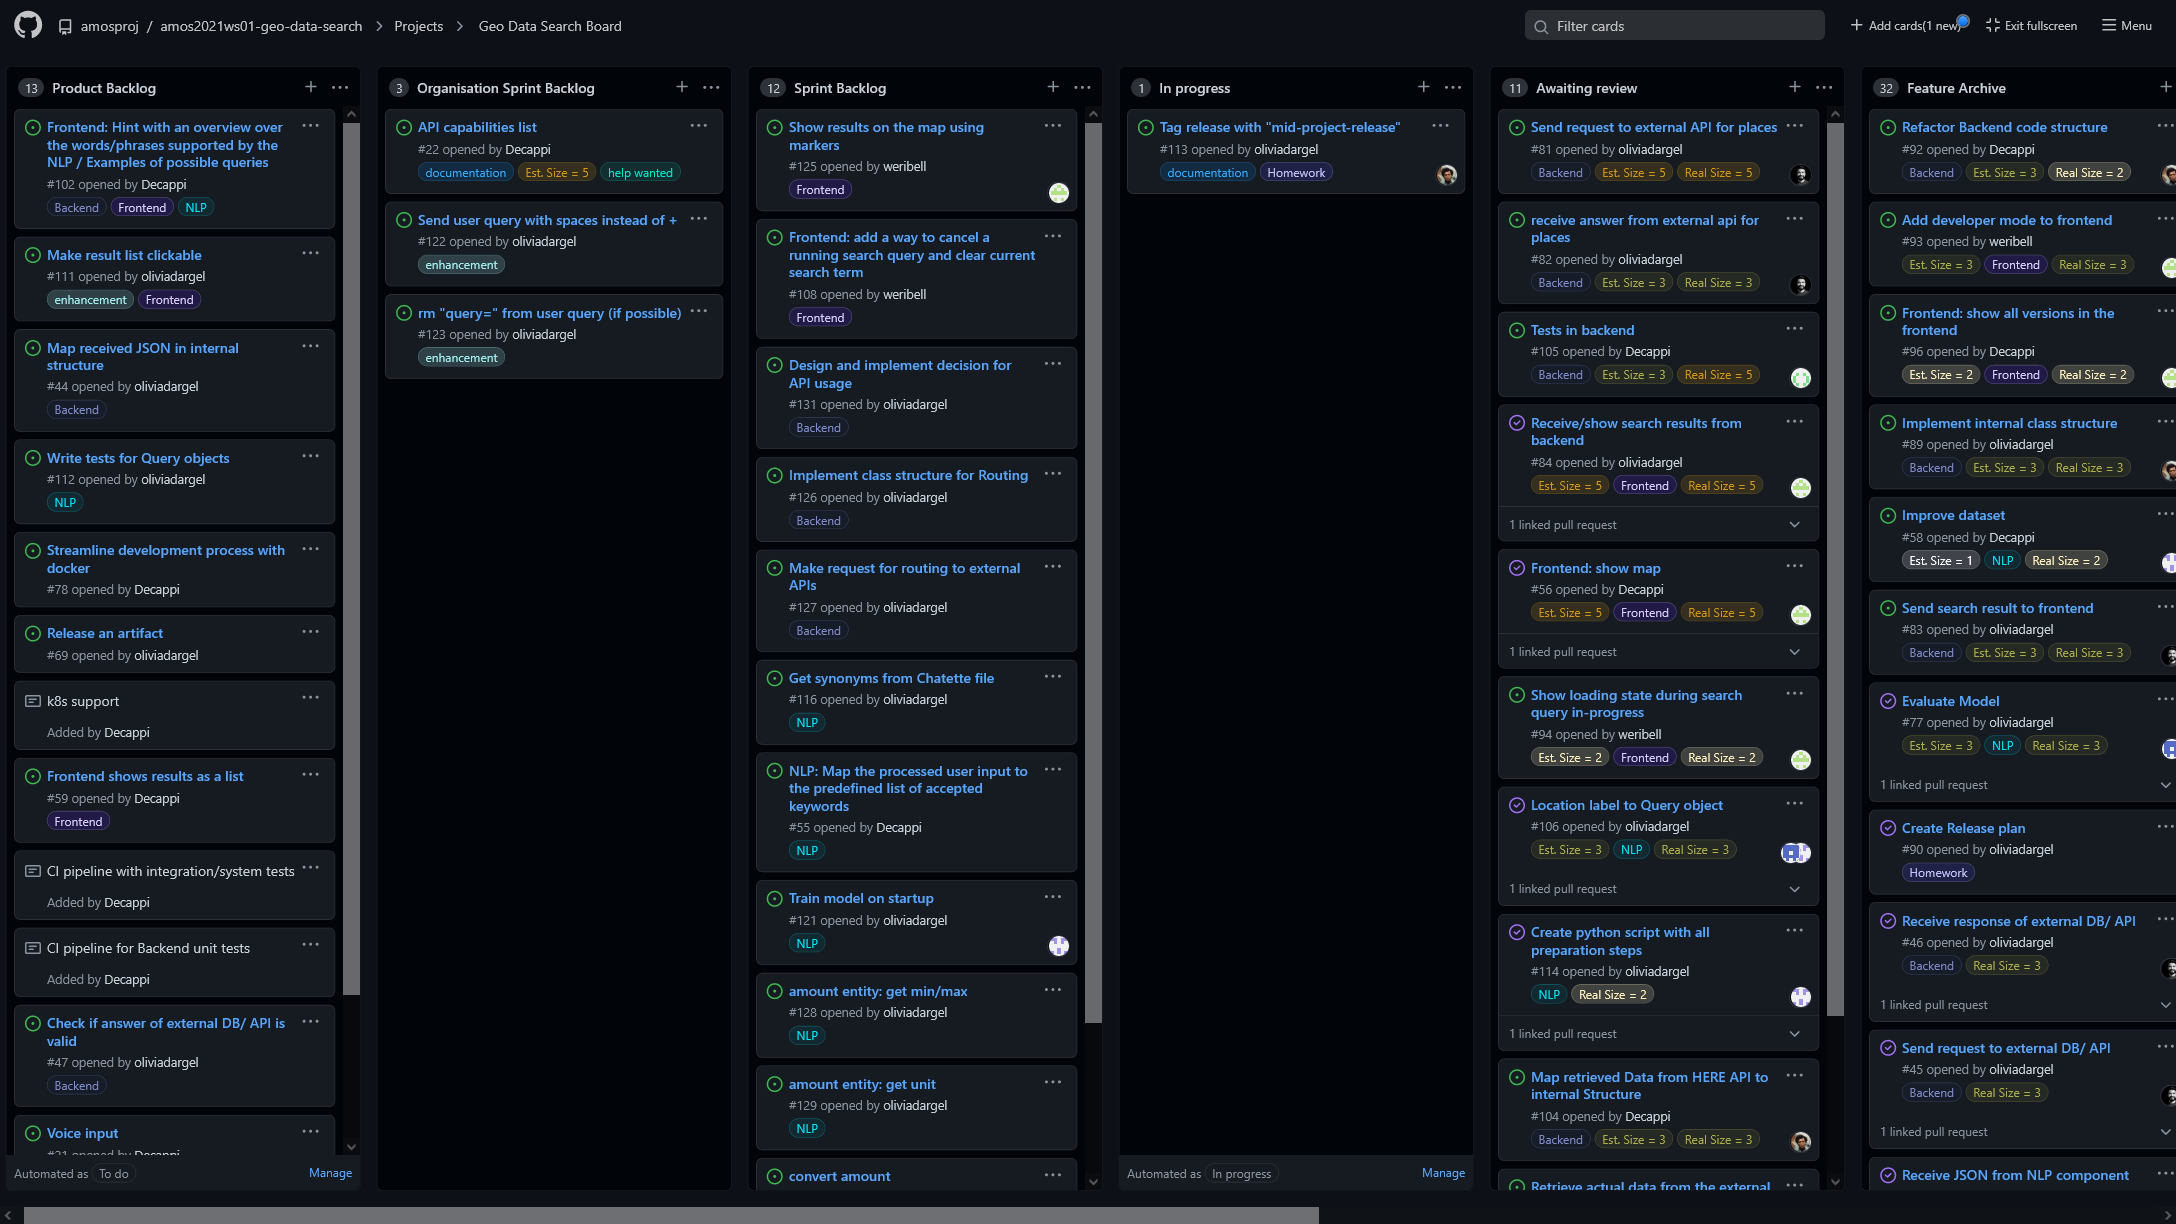 amosproj / amos2021ws01-geo-data-search > Projects > Geo Data Search Board
Filter cards
Add cards(1 new)
Exit fullscreen
Menu
13 Product Backlog
Frontend: Hint with an overview over
the words/phrases supported by the
NLP / Examples of possible queries
#102 opened by Decappi
Backend Frontend NLP
Make result list clickable
#111 opened by oliviadargel
enhancement Frontend
Map received JSON in internal
structure
#44 opened by oliviadargel
Backend
Write tests for Query objects
#112 opened by oliviadargel
NLP
Streamline development process with
docker
#78 opened by Decappi
Release an artifact
#69 opened by oliviadargel
k8s support
Added by Decappi
Frontend shows results as a list
#59 opened by Decappi
Frontend
CI pipeline with integration/system tests
Added by Decappi
CI pipeline for Backend unit tests
Added by Decappi
Check if answer of external DB/ API is
valid
#47 opened by oliviadargel
Backend
Voice input
Automated as To do
Manage
3 Organisation Sprint Backlog
API capabilities list
#22 opened by Decappi
documentation Est. Size = 5 help wanted
Send user query with spaces instead of +
#122 opened by oliviadargel
enhancement
rm "query=" from user query (if possible)
#123 opened by oliviadargel
enhancement
12 Sprint Backlog
Show results on the map using
markers
#125 opened by weribell
Frontend
Frontend: add a way to cancel a
running search query and clear current
search term
#108 opened by weribell
Frontend
Design and implement decision for
API usage
#131 opened by oliviadargel
Backend
Implement class structure for Routing
#126 opened by oliviadargel
Backend
Make request for routing to external
APIs
#127 opened by oliviadargel
Backend
Get synonyms from Chatette file
#116 opened by oliviadargel
NLP
NLP: Map the processed user input to
the predefined list of accepted
keywords
#55 opened by Decappi
NLP
Train model on startup
#121 opened by oliviadargel
NLP
amount entity: get min/max
#128 opened by oliviadargel
NLP
amount entity: get unit
#129 opened by oliviadargel
NLP
convert amount
1 In progress
Tag release with "mid-project-release"
#113 opened by oliviadargel
documentation Homework
Automated as In progress
Manage
11 Awaiting review
Send request to external API for places
#81 opened by oliviadargel
Backend Est. Size = 5 Real Size = 5
receive answer from external api for
places
#82 opened by oliviadargel
Backend Est. Size = 3 Real Size = 3
Tests in backend
#105 opened by Decappi
Backend Est. Size = 3 Real Size = 5
Receive/show search results from
backend
#84 opened by oliviadargel
Est. Size = 5 Frontend Real Size = 5
1 linked pull request
Frontend: show map
#56 opened by Decappi
Est. Size = 5 Frontend Real Size = 5
1 linked pull request
Show loading state during search
query in-progress
#94 opened by weribell
Est. Size = 2 Frontend Real Size = 2
Location label to Query object
#106 opened by oliviadargel
Est. Size = 3 NLP Real Size = 3
1 linked pull request
Create python script with all
preparation steps
#114 opened by oliviadargel
NLP Real Size = 2
1 linked pull request
Map retrieved Data from HERE API to
internal Structure
#104 opened by Decappi
Backend Est. Size = 3 Real Size = 3
Retrieve actual data from the external
32 Feature Archive
Refactor Backend code structure
#92 opened by Decappi
Backend Est. Size = 3 Real Size = 2
Add developer mode to frontend
#93 opened by weribell
Est. Size = 3 Frontend Real Size = 3
Frontend: show all versions in the
frontend
#96 opened by Decappi
Est. Size = 2 Frontend Real Size = 2
Implement internal class structure
#89 opened by oliviadargel
Backend Est. Size = 3 Real Size = 3
Improve dataset
#58 opened by Decappi
Est. Size = 1 NLP Real Size = 2
Send search result to frontend
#83 opened by oliviadargel
Backend Est. Size = 3 Real Size = 3
Evaluate Model
#77 opened by oliviadargel
Est. Size = 3 NLP Real Size = 3
1 linked pull request
Create Release plan
#90 opened by oliviadargel
Homework
Receive response of external DB/ API
#46 opened by oliviadargel
Backend Real Size = 3
1 linked pull request
Send request to external DB/ API
#45 opened by oliviadargel
Backend Real Size = 3
1 linked pull request
Receive JSON from NLP component